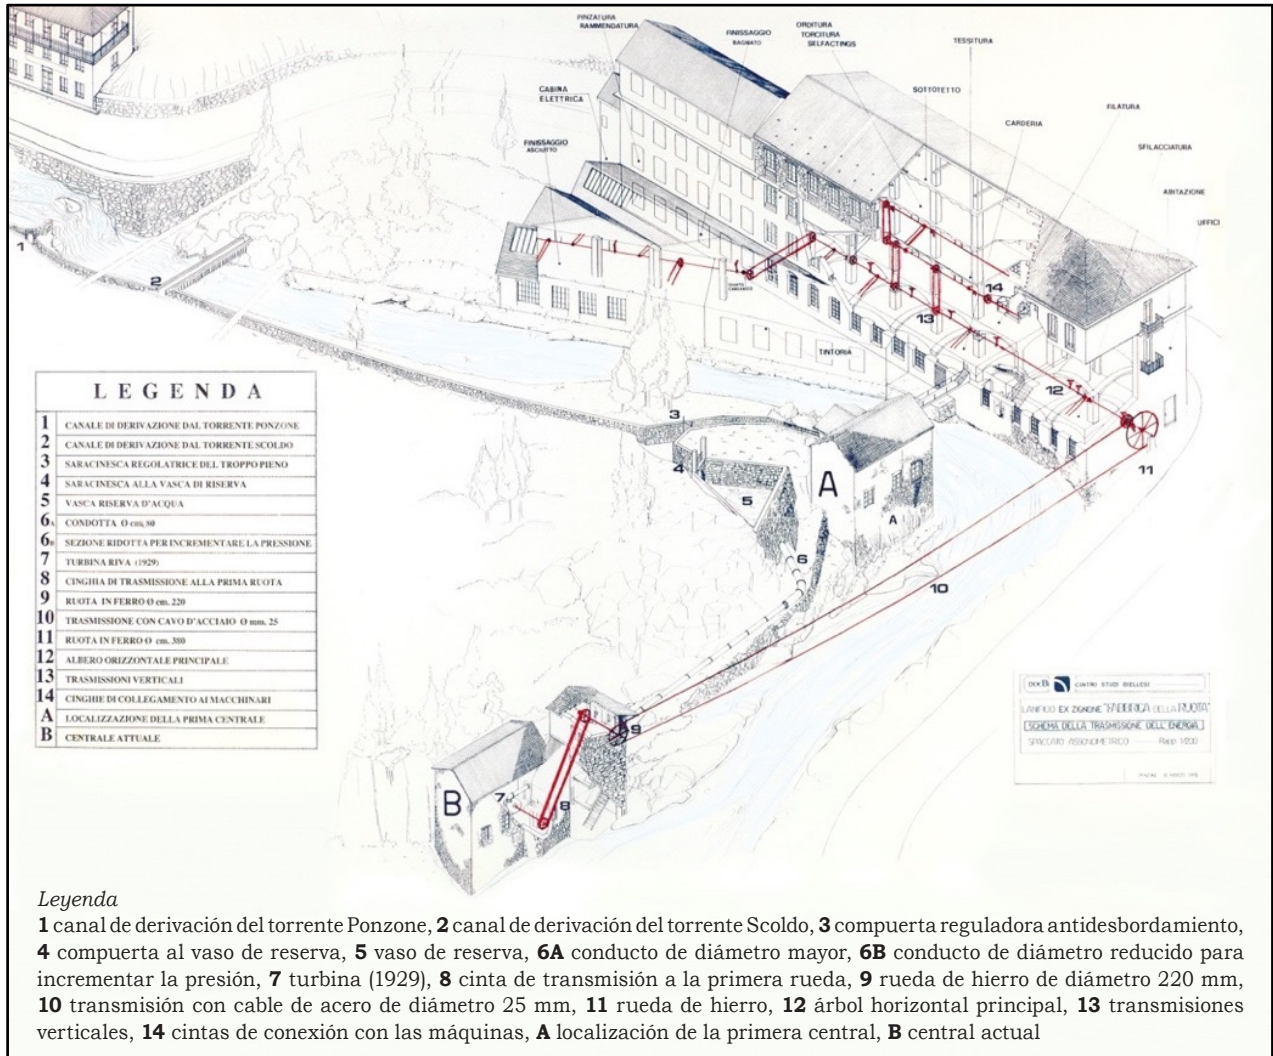 PINZATURA
RAMMENDATURA
FINISSAGGIO
BAGNATO
ORDITURA
TORCITURA
SELFACTINGS
TESSITURA
CABINA
ELETTRICA
SOTTOTETTO
FILATURA
CARDERIA
FINISSAGGIO
ASCIUTTO
SFILACCIATURA
ABITAZIONE
UFFICI
1
2
14
13
TINTORIA
12
3
11
4
A
5
A
6
10
9
7
B
8
LEGENDA
1 CANALE DI DERIVAZIONE DAL TORRENTE PONZONE
2 CANALE DI DERIVAZIONE DAL TORRENTE SCOLDO
3 SARACINESCA REGOLATRICE DEL TROPPO PIENO
4 SARACINESCA ALLA VASCA DI RISERVA
5 VASCA RISERVA D'ACQUA
6A CONDOTTA Ø cm. 80
6B SEZIONE RIDOTTA PER INCREMENTARE LA PRESSIONE
7 TURBINA RIVA (1929)
8 CINGHIA DI TRASMISSIONE ALLA PRIMA RUOTA
9 RUOTA IN FERRO Ø cm. 220
10 TRASMISSIONE CON CAVO D'ACCIAIO Ø mm. 25
11 RUOTA IN FERRO Ø cm. 380
12 ALBERO ORIZZONTALE PRINCIPALE
13 TRASMISSIONI VERTICALI
14 CINGHIE DI COLLEGAMENTO AI MACCHINARI
A LOCALIZZAZIONE DELLA PRIMA CENTRALE
B CENTRALE ATTUALE
DOCBI CENTRO STUDI BIELLESI
LANIFICIO EX ZIGNONE "FABBRICA DELLA RUOTA"
SCHEMA DELLA TRASMISSIONE DELL'ENERGIA
SPACCATO ASSONOMETRICO Rapp. 1/200
Leyenda
1 canal de derivación del torrente Ponzone, 2 canal de derivación del torrente Scoldo, 3 compuerta reguladora antidesbordamiento,
4 compuerta al vaso de reserva, 5 vaso de reserva, 6A conducto de diámetro mayor, 6B conducto de diámetro reducido para
incrementar la presión, 7 turbina (1929), 8 cinta de transmisión a la primera rueda, 9 rueda de hierro de diámetro 220 mm,
10 transmisión con cable de acero de diámetro 25 mm, 11 rueda de hierro, 12 árbol horizontal principal, 13 transmisiones
verticales, 14 cintas de conexión con las máquinas, A localización de la primera central, B central actual